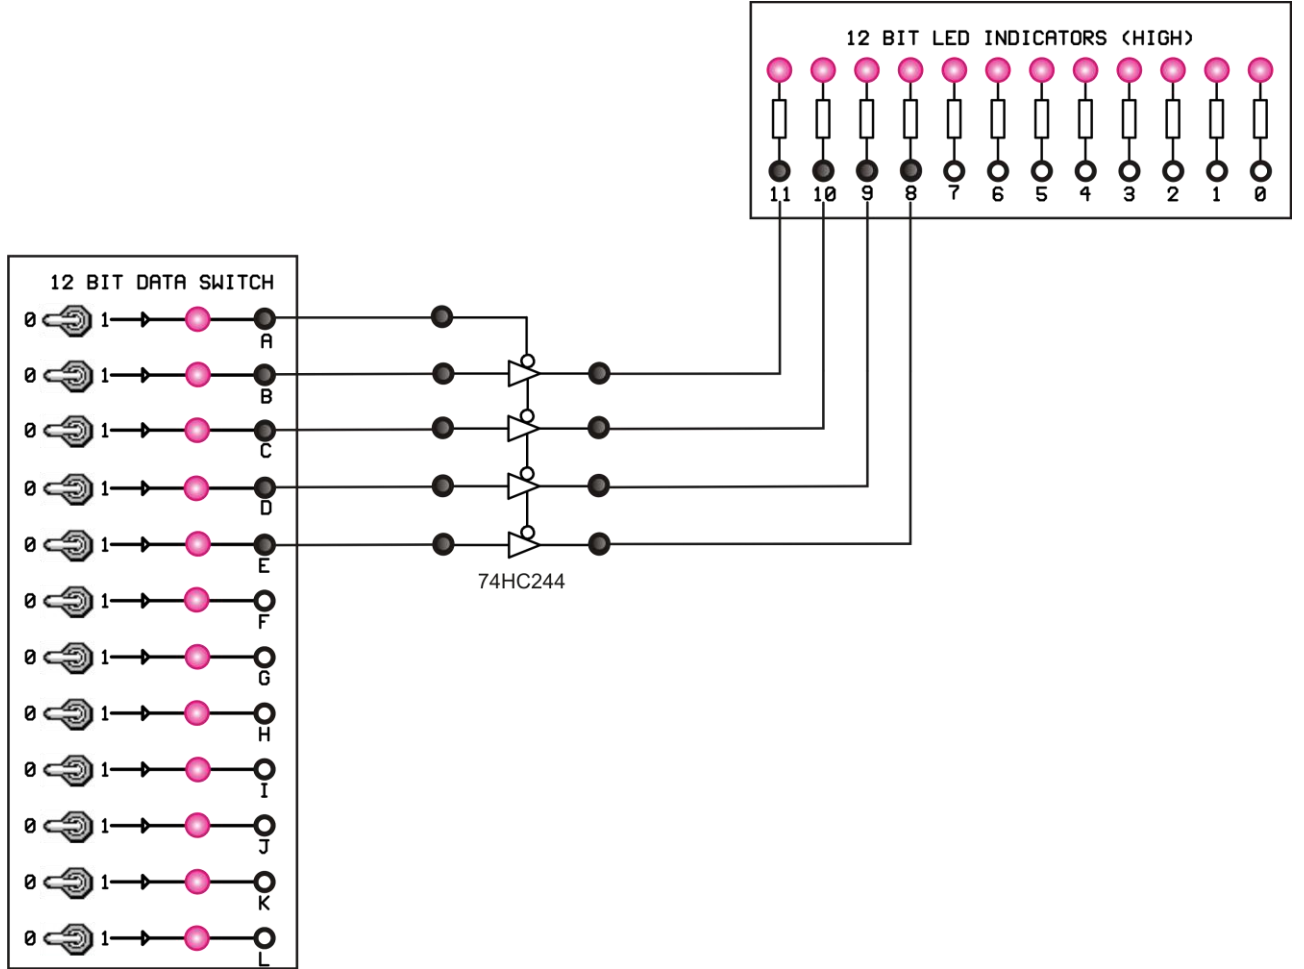 12 BIT LED INDICATORS (HIGH)
11 10 9 8 7 6 5 4 3 2 1 0
12 BIT DATA SWITCH
0 1 A
0 1 B
0 1 C
0 1 D
0 1 E
74HC244
0 1 F
0 1 G
0 1 H
0 1 I
0 1 J
0 1 K
0 1 L